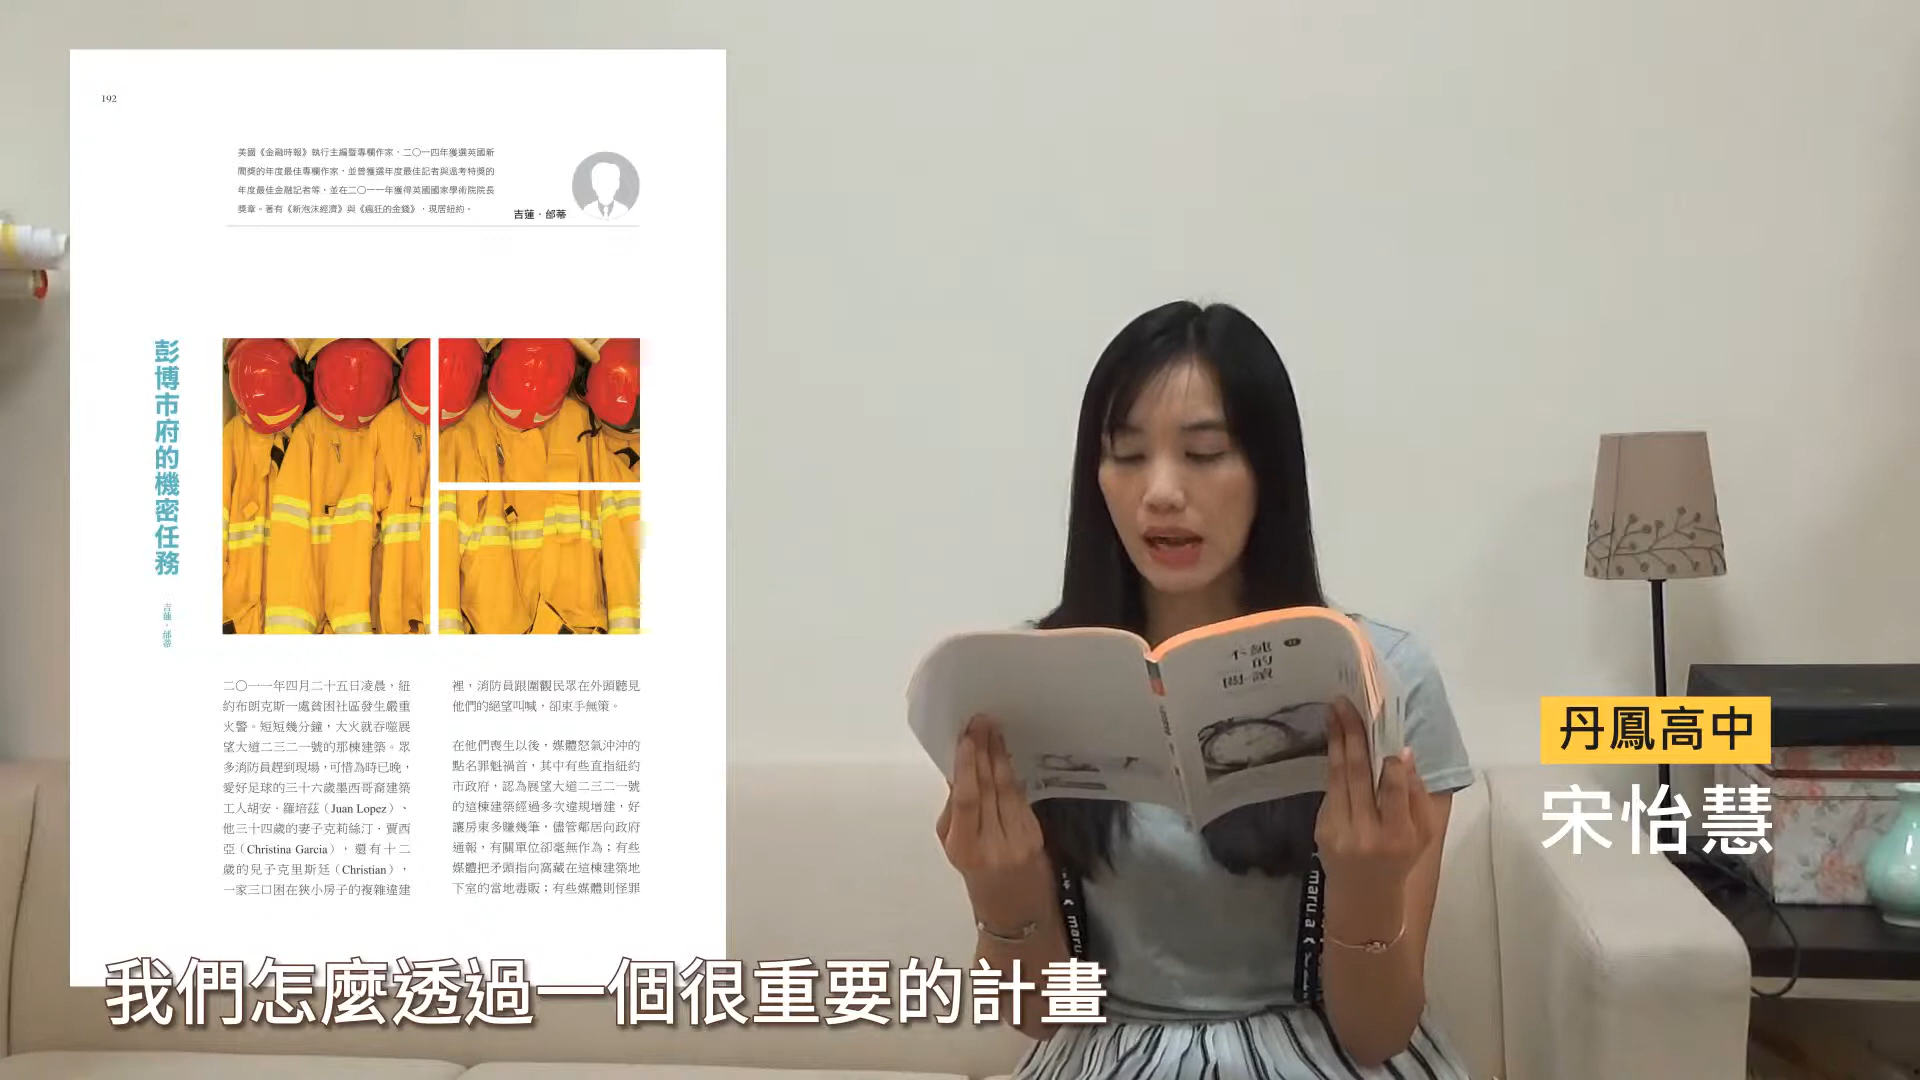 192
美國《金融時報》執行主編暨專欄作家,二〇一四年獲選英國新
聞獎的年度最佳專欄作家,並曾獲選年度最佳記者與溫考特獎的
年度最佳金融記者等,並在二〇一一年獲得英國國家學術院院長
獎章。著有《新泡沫經濟》與《瘋狂的金錢》,現居紐約。
吉蓮・邰蒂
彭博市府的機密任務
吉蓮・邰蒂
二〇一一年四月二十五日凌晨,紐
約布朗克斯一處貧困社區發生嚴重
火警。短短幾分鐘,大火就吞噬展
望大道二三二一號的那棟建築。眾
多消防員趕到現場,可惜為時已晚,
愛好足球的三十六歲墨西哥裔建築
工人胡安・羅培茲(Juan Lopez)、
他三十四歲的妻子克莉絲汀・賈西
亞(Christina Garcia),還有十二
歲的兒子克里斯廷(Christian),
一家三口困在狹小房子的複雜違建
裡,消防員跟圍觀民眾在外頭聽見
他們的絕望叫喊,卻束手無策。
在他們喪生以後,媒體怒氣沖沖的
點名罪魁禍首,其中有些直指紐約
市政府,認為展望大道二三二一號
的這棟建築經過多次違規增建,好
讓房東多賺幾筆,儘管鄰居向政府
通報,有關單位卻毫無作為;有些
媒體把矛頭指向窩藏在這棟建築地
下室的當地毒販;有些媒體則怪罪
丹鳳高中
宋怡慧
maru.a
maru
我們怎麼透過一個很重要的計畫